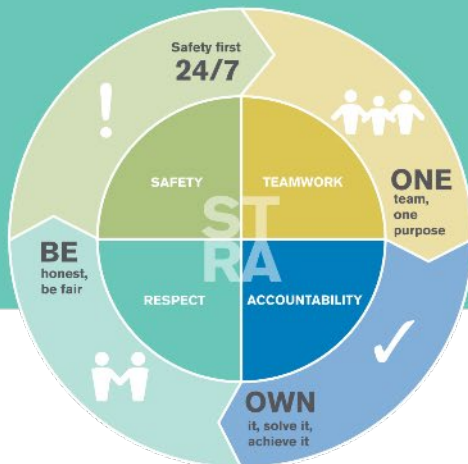 Safety first
24/7
SAFETY
TEAMWORK
ONE
team,
one
purpose
ST
RA
BE
honest,
be fair
RESPECT
ACCOUNTABILITY
OWN
it, solve it,
achieve it